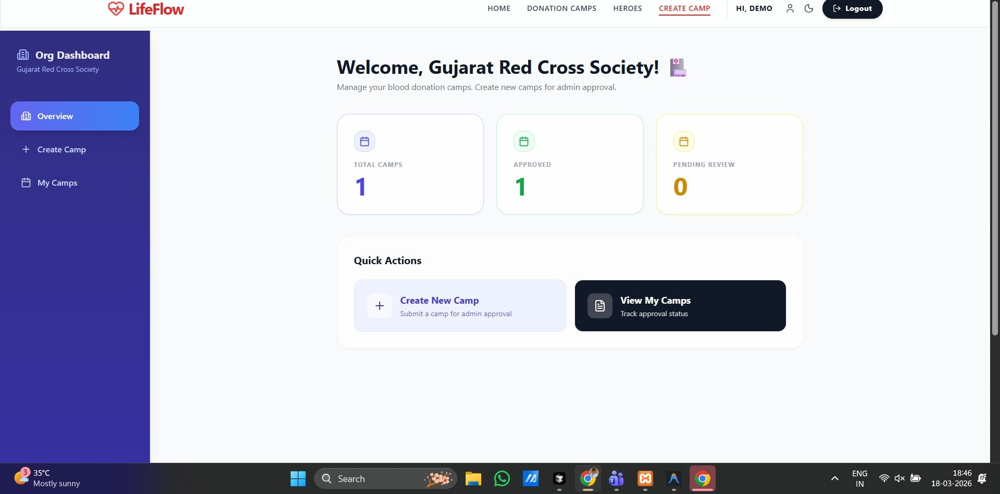 LifeFlow
HOME DONATION CAMPS HEROES CREATE CAMP HI, DEMO Logout
Org Dashboard
Gujarat Red Cross Society
Overview
Create Camp
My Camps
Welcome, Gujarat Red Cross Society!
Manage your blood donation camps. Create new camps for admin approval.
TOTAL CAMPS
1
APPROVED
1
PENDING REVIEW
0
Quick Actions
Create New Camp
Submit a camp for admin approval
View My Camps
Track approval status
3
35°C
Mostly sunny
Search
ENG
IN
18:46
18-03-2026